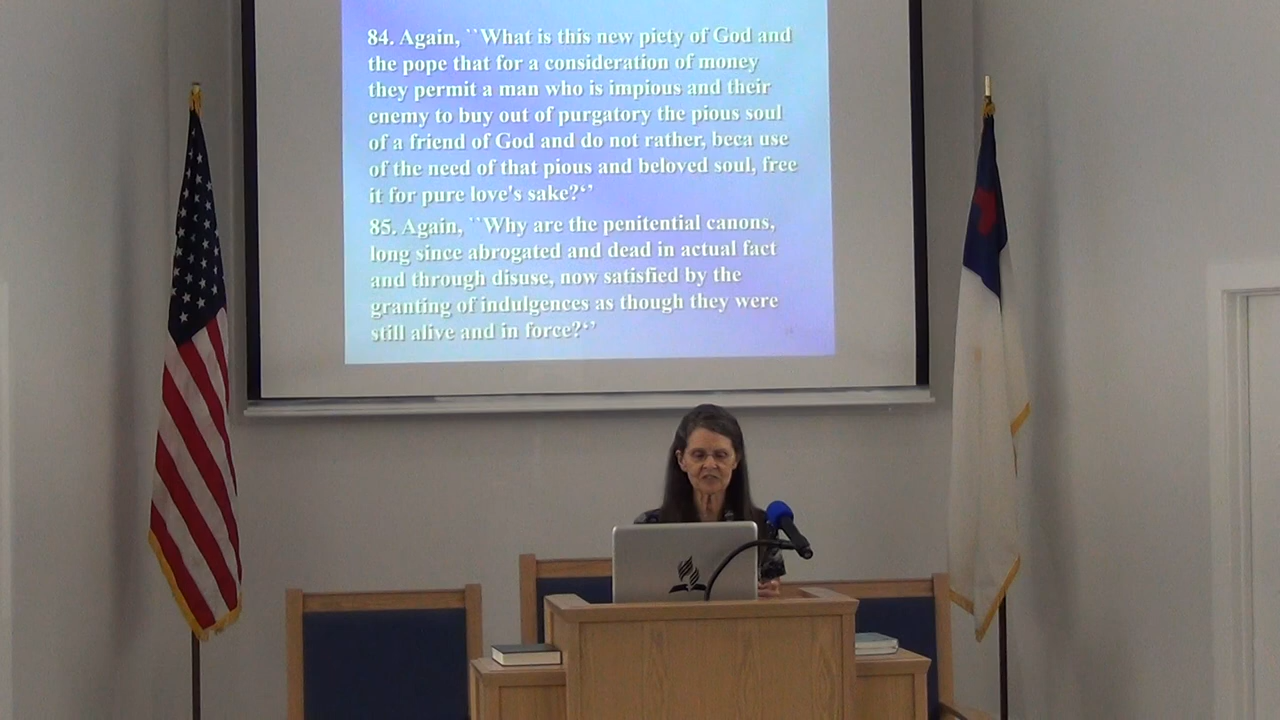 84. Again, ``What is this new piety of God and
the pope that for a consideration of money
they permit a man who is impious and their
enemy to buy out of purgatory the pious soul
of a friend of God and do not rather, beca use
of the need of that pious and beloved soul, free
it for pure love's sake?‘’
85. Again, ``Why are the penitential canons,
long since abrogated and dead in actual fact
and through disuse, now satisfied by the
granting of indulgences as though they were
still alive and in force?‘’